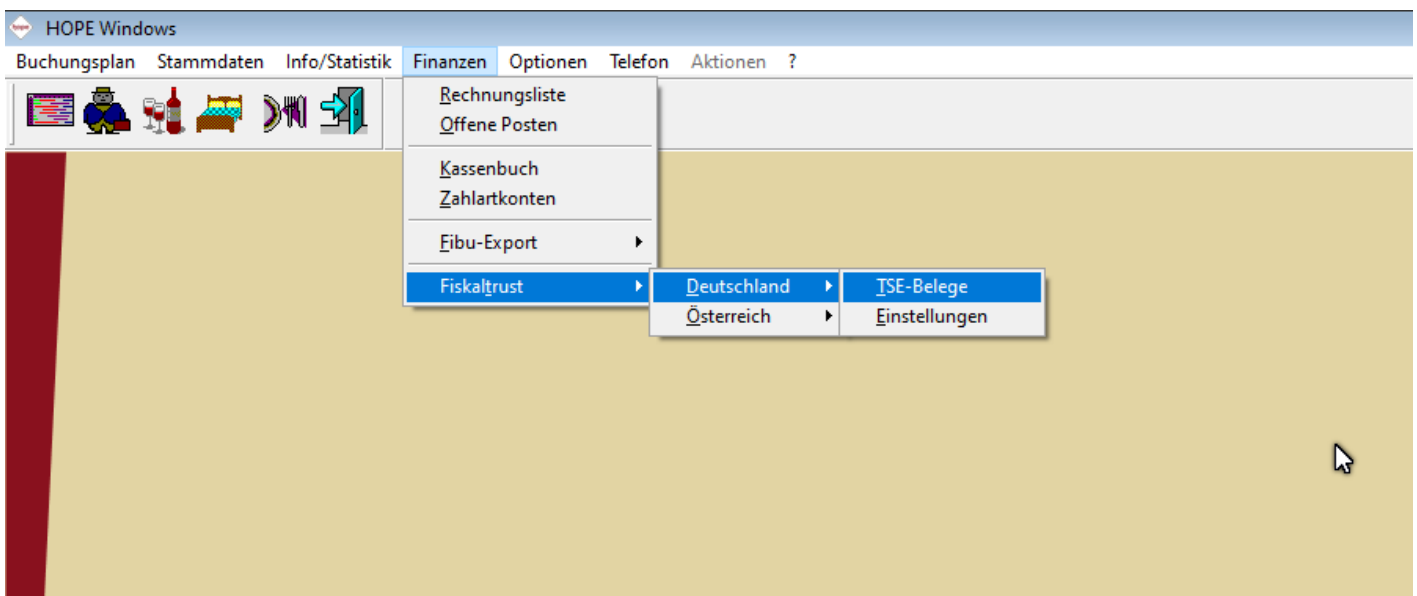 HOPE Windows
Buchungsplan Stammdaten Info/Statistik Finanzen Optionen Telefon Aktionen ?
Rechnungsliste
Offene Posten
Kassenbuch
Zahlartkonten
Fibu-Export
Fiskaltrust Deutschland TSE-Belege
Österreich Einstellungen